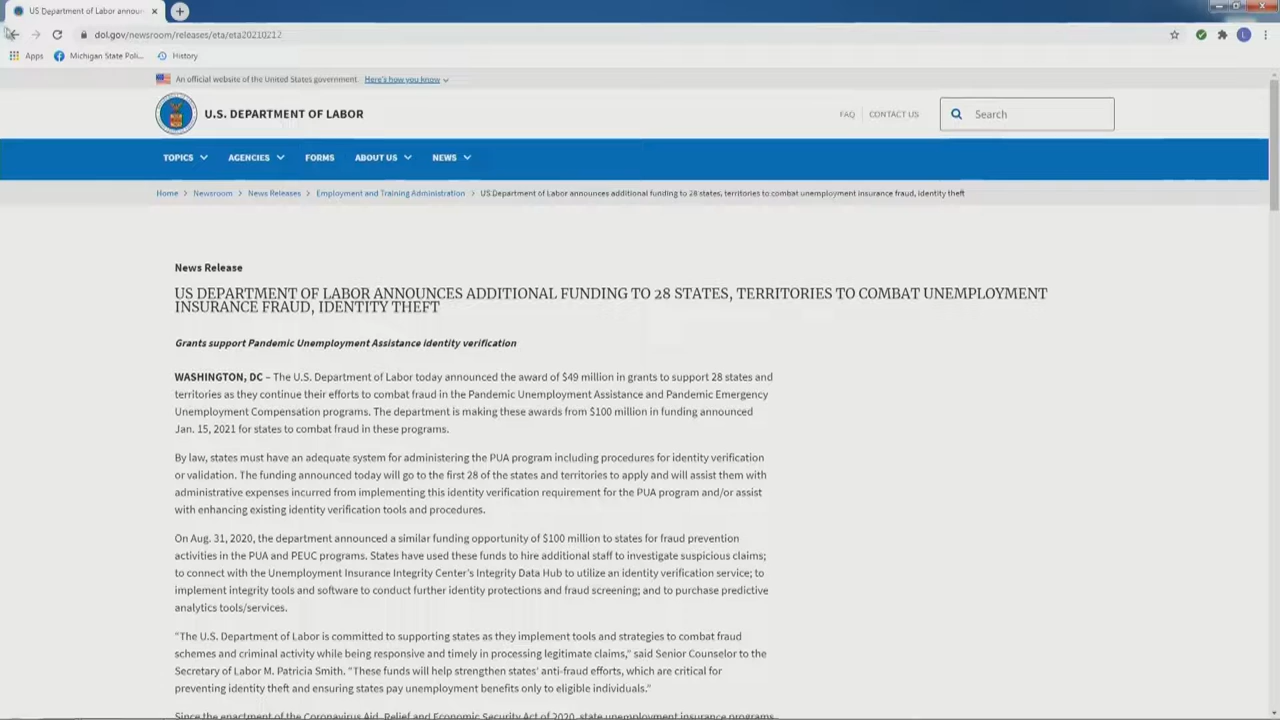 US Department of Labor announ
dol.gov/newsroom/releases/eta/eta20210212
Apps
Michigan State Poli...
History
L
An official website of the United States government.
Here's how you know
U.S. DEPARTMENT OF LABOR
FAQ
CONTACT US
Search
TOPICS
AGENCIES
FORMS
ABOUT US
NEWS
Home > Newsroom > News Releases > Employment and Training Administration > US Department of Labor announces additional funding to 28 states, territories to combat unemployment insurance fraud, identity theft
News Release
US DEPARTMENT OF LABOR ANNOUNCES ADDITIONAL FUNDING TO 28 STATES, TERRITORIES TO COMBAT UNEMPLOYMENT
INSURANCE FRAUD, IDENTITY THEFT
Grants support Pandemic Unemployment Assistance identity verification
WASHINGTON, DC – The U.S. Department of Labor today announced the award of $49 million in grants to support 28 states and
territories as they continue their efforts to combat fraud in the Pandemic Unemployment Assistance and Pandemic Emergency
Unemployment Compensation programs. The department is making these awards from $100 million in funding announced
Jan. 15, 2021 for states to combat fraud in these programs.
By law, states must have an adequate system for administering the PUA program including procedures for identity verification
or validation. The funding announced today will go to the first 28 of the states and territories to apply and will assist them with
administrative expenses incurred from implementing this identity verification requirement for the PUA program and/or assist
with enhancing existing identity verification tools and procedures.
On Aug. 31, 2020, the department announced a similar funding opportunity of $100 million to states for fraud prevention
activities in the PUA and PEUC programs. States have used these funds to hire additional staff to investigate suspicious claims;
to connect with the Unemployment Insurance Integrity Center's Integrity Data Hub to utilize an identity verification service; to
implement integrity tools and software to conduct further identity protections and fraud screening; and to purchase predictive
analytics tools/services.
"The U.S. Department of Labor is committed to supporting states as they implement tools and strategies to combat fraud
schemes and criminal activity while being responsive and timely in processing legitimate claims," said Senior Counselor to the
Secretary of Labor M. Patricia Smith. "These funds will help strengthen states' anti-fraud efforts, which are critical for
preventing identity theft and ensuring states pay unemployment benefits only to eligible individuals."
Since the enactment of the Coronavirus Aid, Relief and Economic Security Act of 2020, state unemployment insurance programs